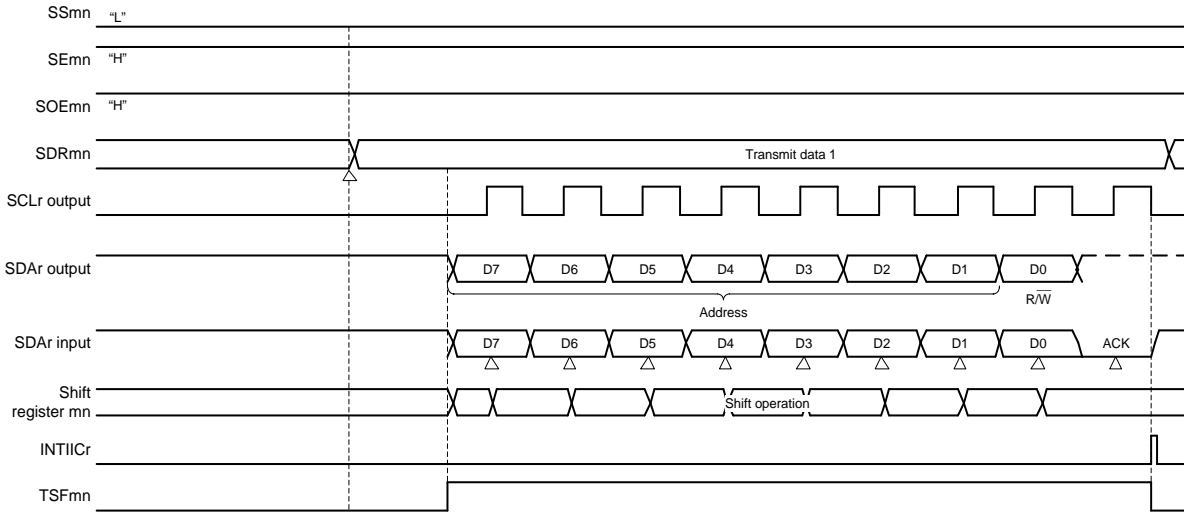 SSmn "L"
SEmn "H"
SOEmn "H"
SDRmn Transmit data 1
SCLr output
SDAr output D7 D6 D5 D4 D3 D2 D1 D0
R/W̅
Address
SDAr input D7 D6 D5 D4 D3 D2 D1 D0 ACK
Shift
register mn Shift operation
INTIICr
TSFmn